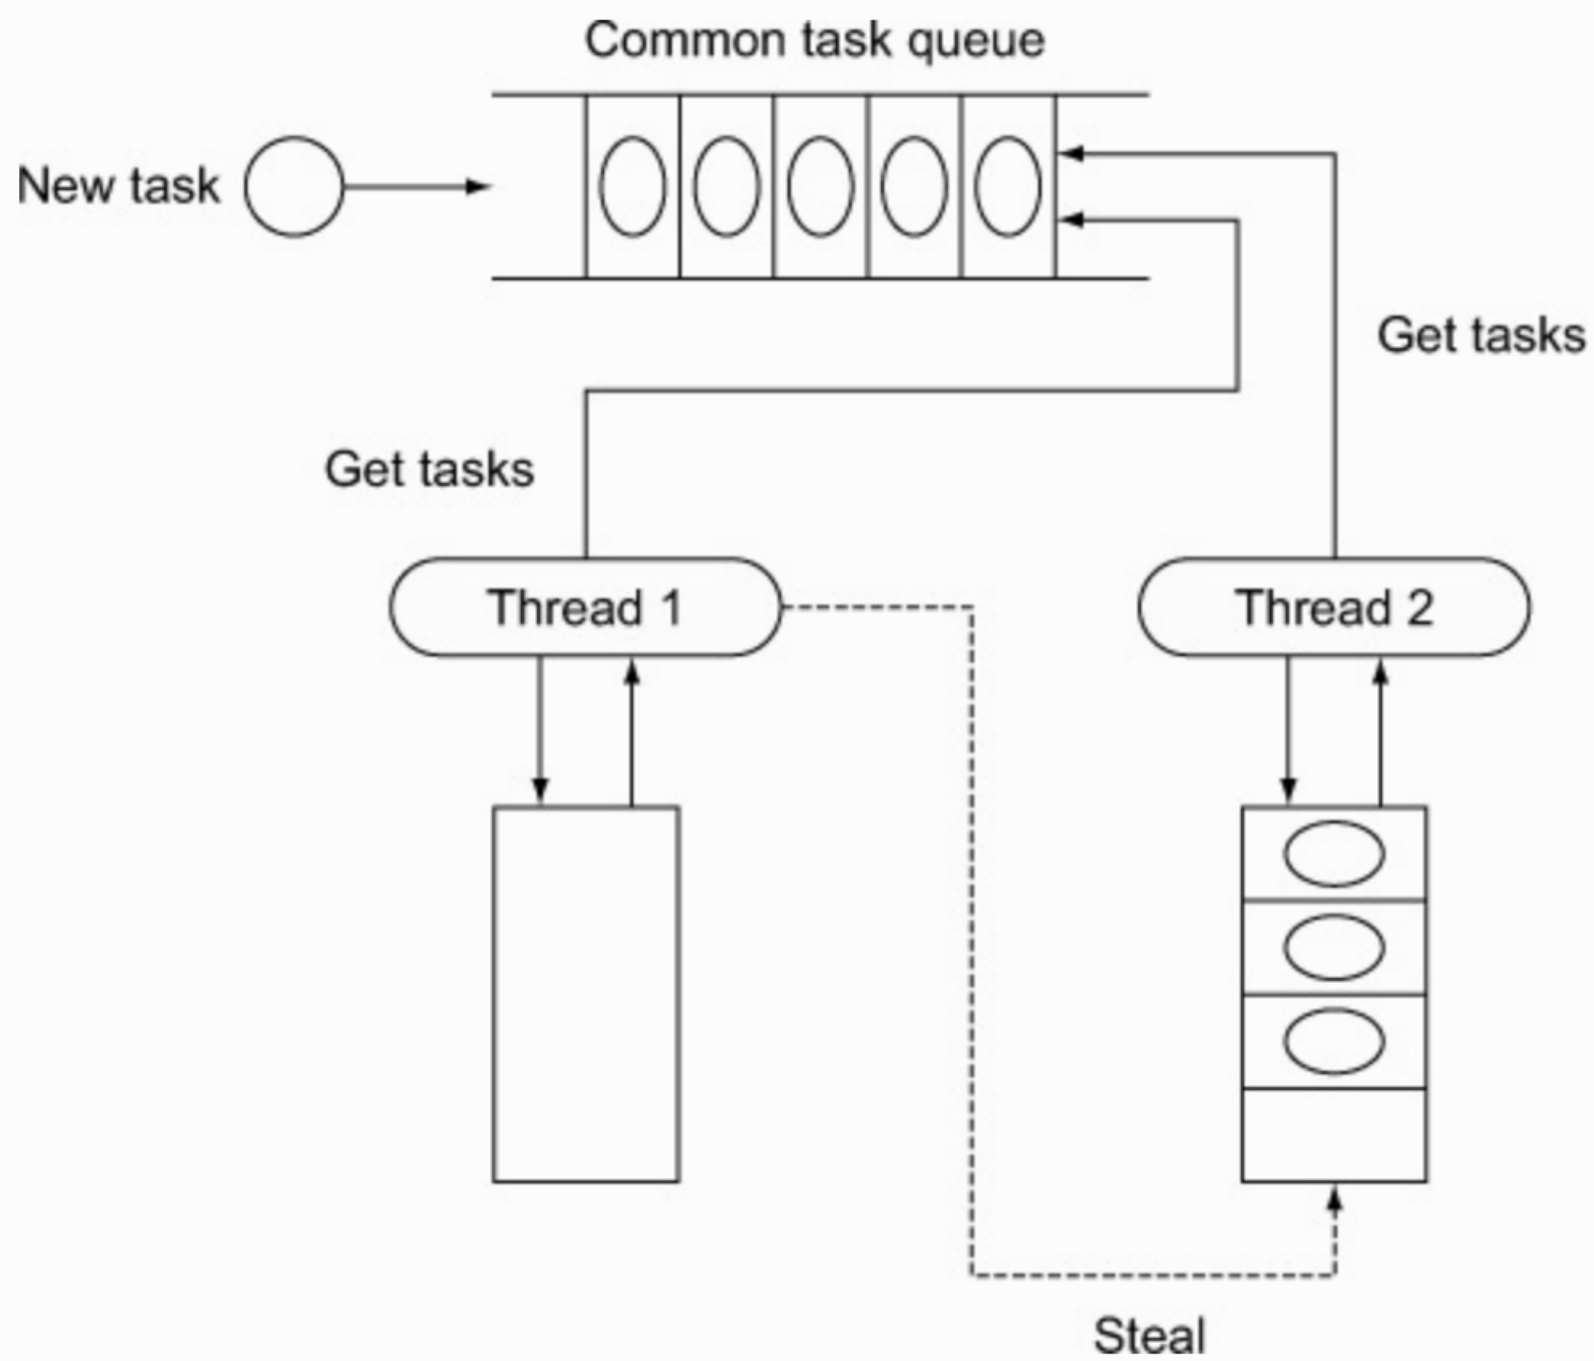 Common task queue
New task
Get tasks
Get tasks
Thread 1
Thread 2
Steal